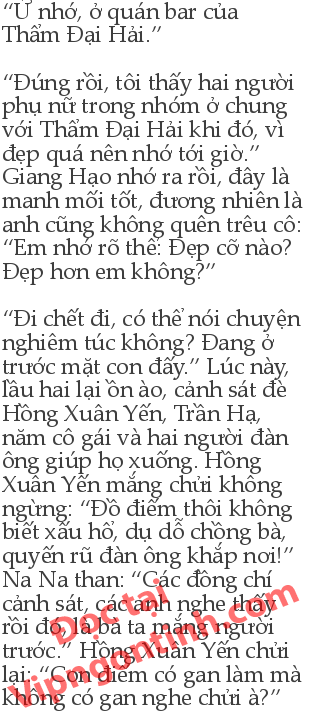 “Ừ nhớ, ở quán bar của
Thẩm Đại Hải.”
“Đúng rồi, tôi thấy hai người
phụ nữ trong nhóm ở chung
với Thẩm Đại Hải khi đó, vì
đẹp quá nên nhớ tới giờ.”
Giang Hạo nhớ ra rồi, đây là
manh mối tốt, đương nhiên là
anh cũng không quên trêu cô:
“Em nhớ rõ thế: Đẹp cỡ nào?
Đẹp hơn em không?”
“Đi chết đi, có thể nói chuyện
nghiêm túc không? Đang ở
trước mặt con đấy.” Lúc này,
lầu hai lại ồn ào, cảnh sát đè
Hồng Xuân Yến, Trần Hạ,
năm cô gái và hai người đàn
ông giúp họ xuống. Hồng
Xuân Yến mắng chửi không
ngừng: “Đồ điếm thối không
biết xấu hổ, dụ dỗ chồng bà,
quyến rũ đàn ông khắp nơi!”
Na Na than: “Các đồng chí
cảnh sát, các anh nghe thấy
rồi đó, là bà ta mắng người
trước.” Hồng Xuân Yến chửi
lại: “Con điếm có gan làm mà
không có gan nghe chửi à?”
Đọc tại
Vipngontinh.com